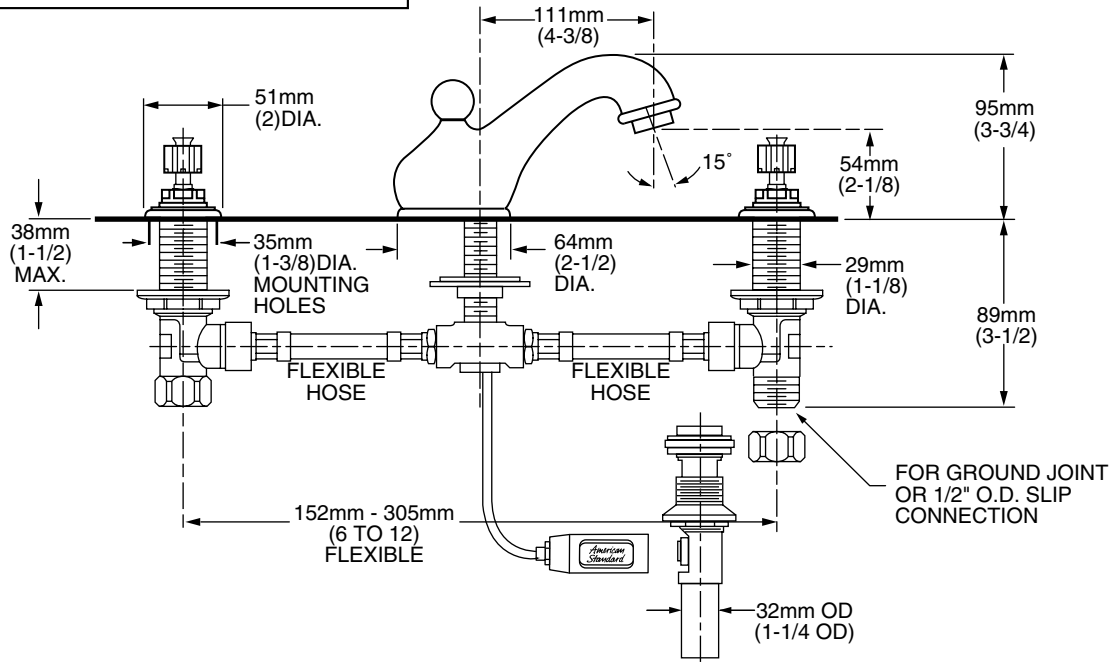 111mm
(4-3/8)
51mm
(2)DIA.
95mm
(3-3/4)
15°
54mm
(2-1/8)
38mm
(1-1/2)
MAX.
35mm
(1-3/8)DIA.
MOUNTING
HOLES
64mm
(2-1/2)
DIA.
29mm
(1-1/8)
DIA.
89mm
(3-1/2)
FLEXIBLE
HOSE
FLEXIBLE
HOSE
FOR GROUND JOINT
OR 1/2" O.D. SLIP
CONNECTION
152mm - 305mm
(6 TO 12)
FLEXIBLE
American
Standard
32mm OD
(1-1/4 OD)